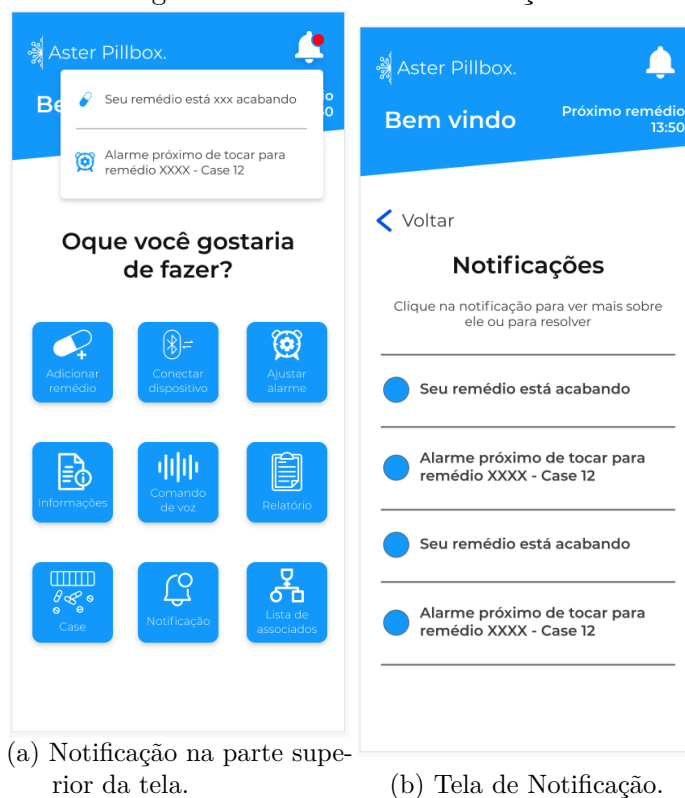 Aster Pillbox.
Seu remédio está xxx acabando
Alarme próximo de tocar para
remédio XXXX - Case 12
Be
io
0
Oque você gostaria
de fazer?
Adicionar
remédio
Conectar
dispositivo
Ajustar
alarme
Informações
Comando
de voz
Relatório
Case
Notificação
Lista de
associados
(a) Notificação na parte supe-
rior da tela.
Aster Pillbox.
Bem vindo
Próximo remédio
13:50
Voltar
Notificações
Clique na notificação para ver mais sobre
ele ou para resolver
Seu remédio está acabando
Alarme próximo de tocar para
remédio XXXX - Case 12
Seu remédio está acabando
Alarme próximo de tocar para
remédio XXXX - Case 12
(b) Tela de Notificação.